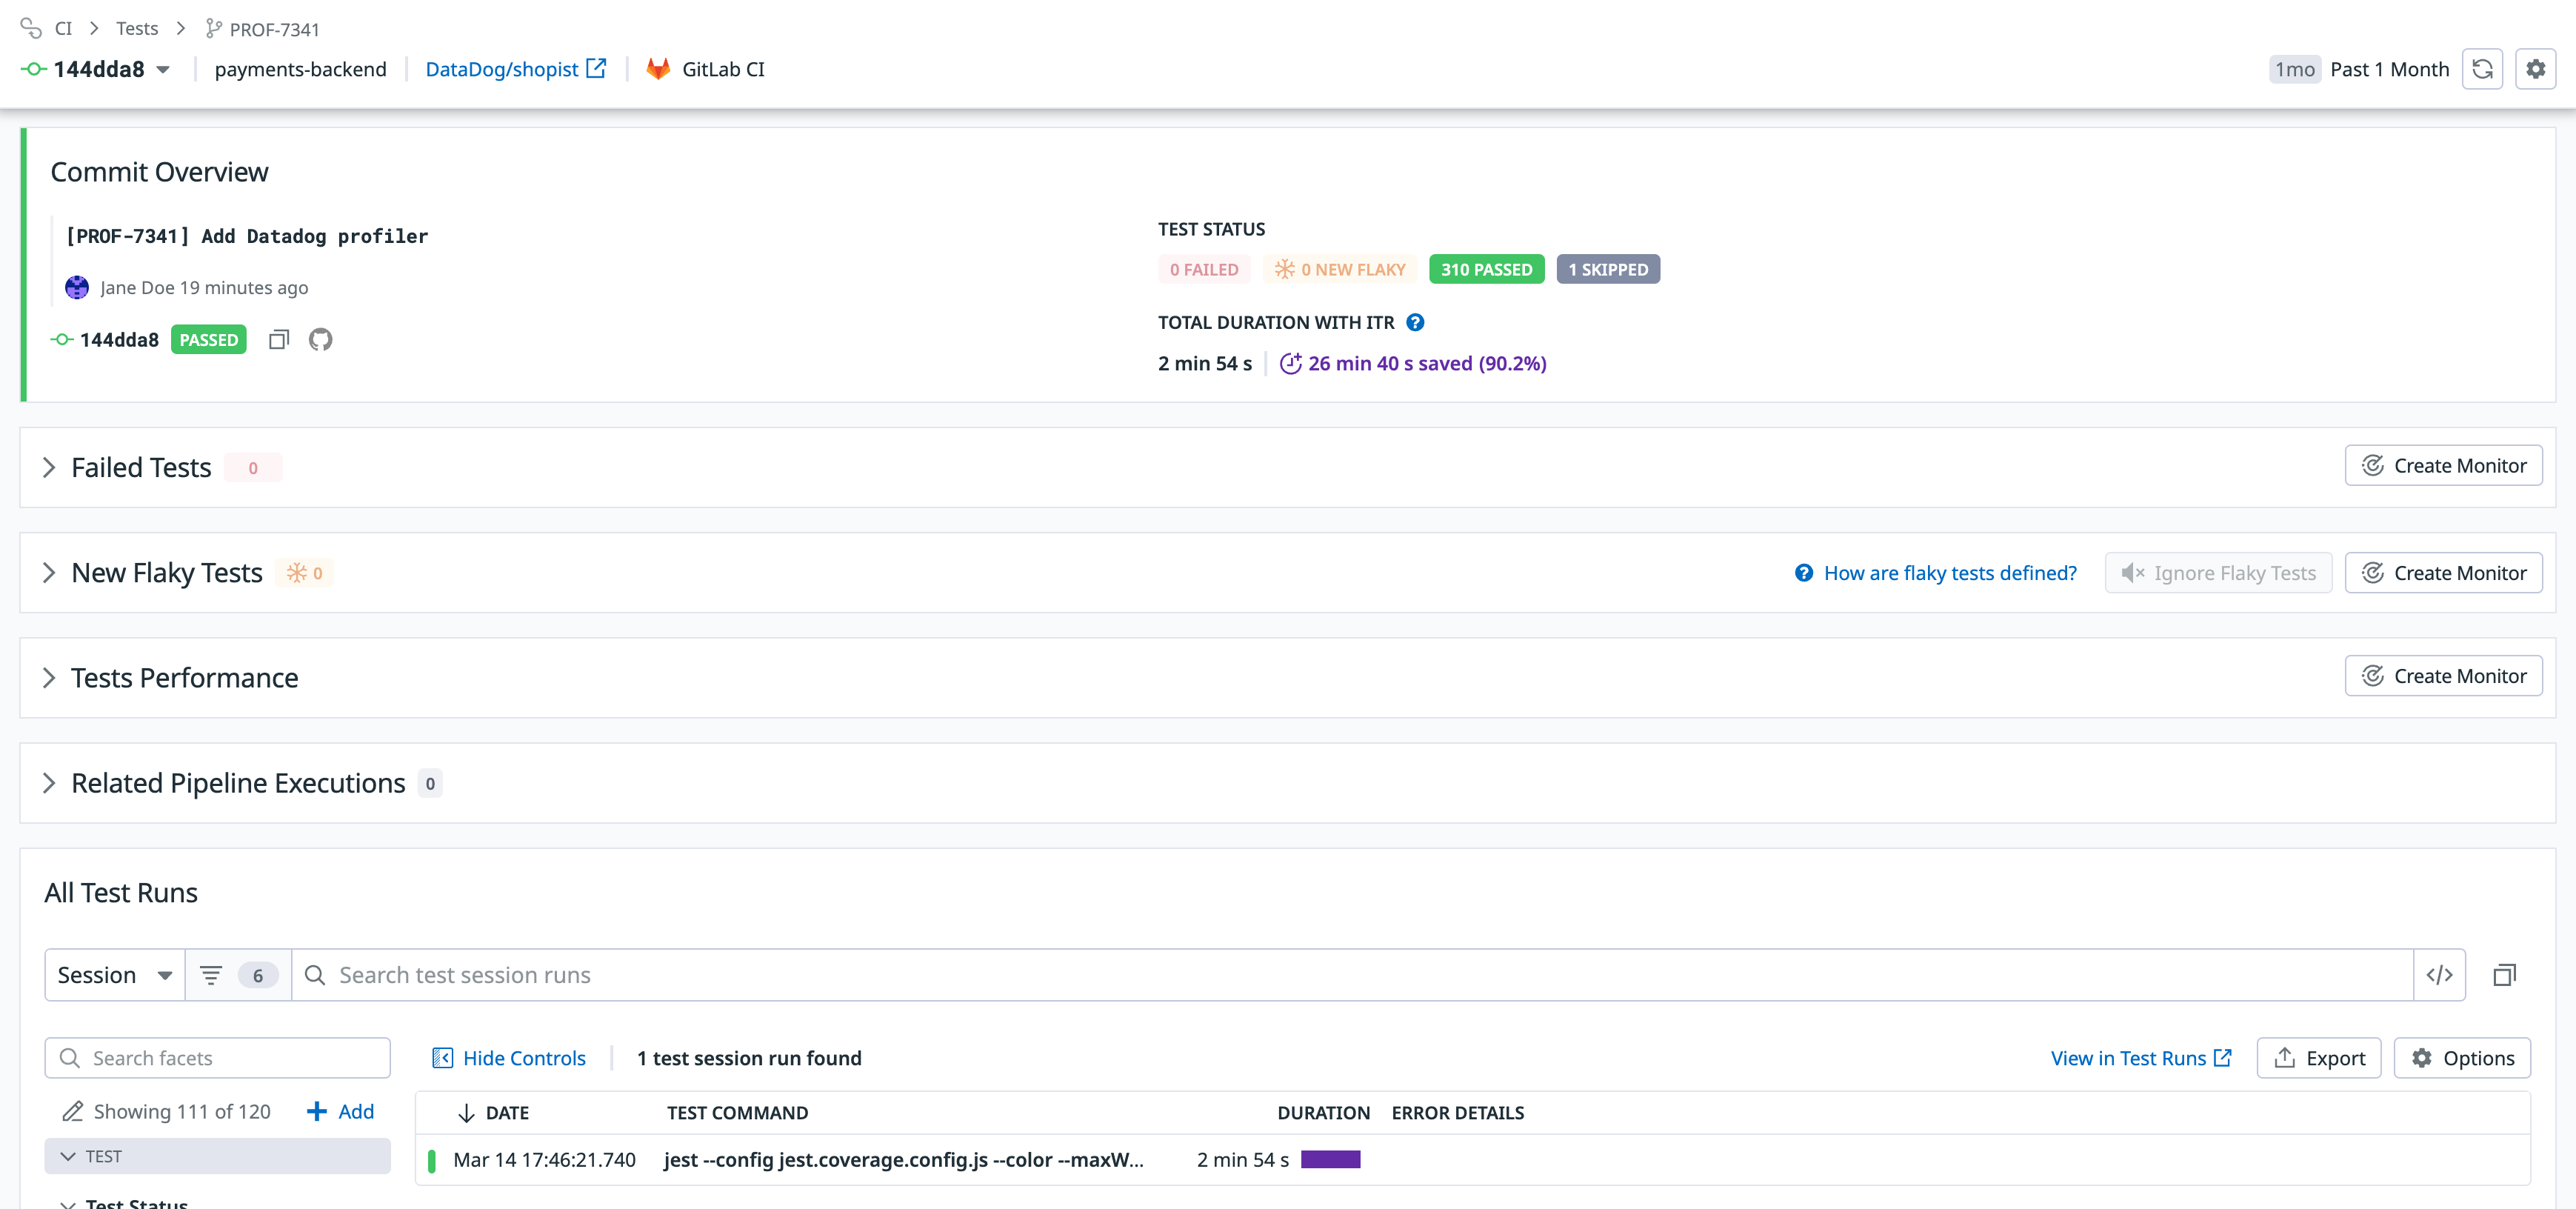 CI > Tests > PROF-7341
144dda8 payments-backend DataDog/shopist GitLab CI 1mo Past 1 Month
Commit Overview
[PROF-7341] Add Datadog profiler
Jane Doe 19 minutes ago
144dda8 PASSED
TEST STATUS
0 FAILED 0 NEW FLAKY 310 PASSED 1 SKIPPED
TOTAL DURATION WITH ITR ?
2 min 54 s 26 min 40 s saved (90.2%)
Failed Tests 0 Create Monitor
New Flaky Tests 0 ? How are flaky tests defined? Ignore Flaky Tests Create Monitor
Tests Performance Create Monitor
Related Pipeline Executions 0
All Test Runs
Session 6 Search test session runs </>
Search facets Hide Controls 1 test session run found View in Test Runs Export Options
Showing 111 of 120 + Add
DATE TEST COMMAND DURATION ERROR DETAILS
TEST
Mar 14 17:46:21.740 jest --config jest.coverage.config.js --color --maxW... 2 min 54 s
Test Status